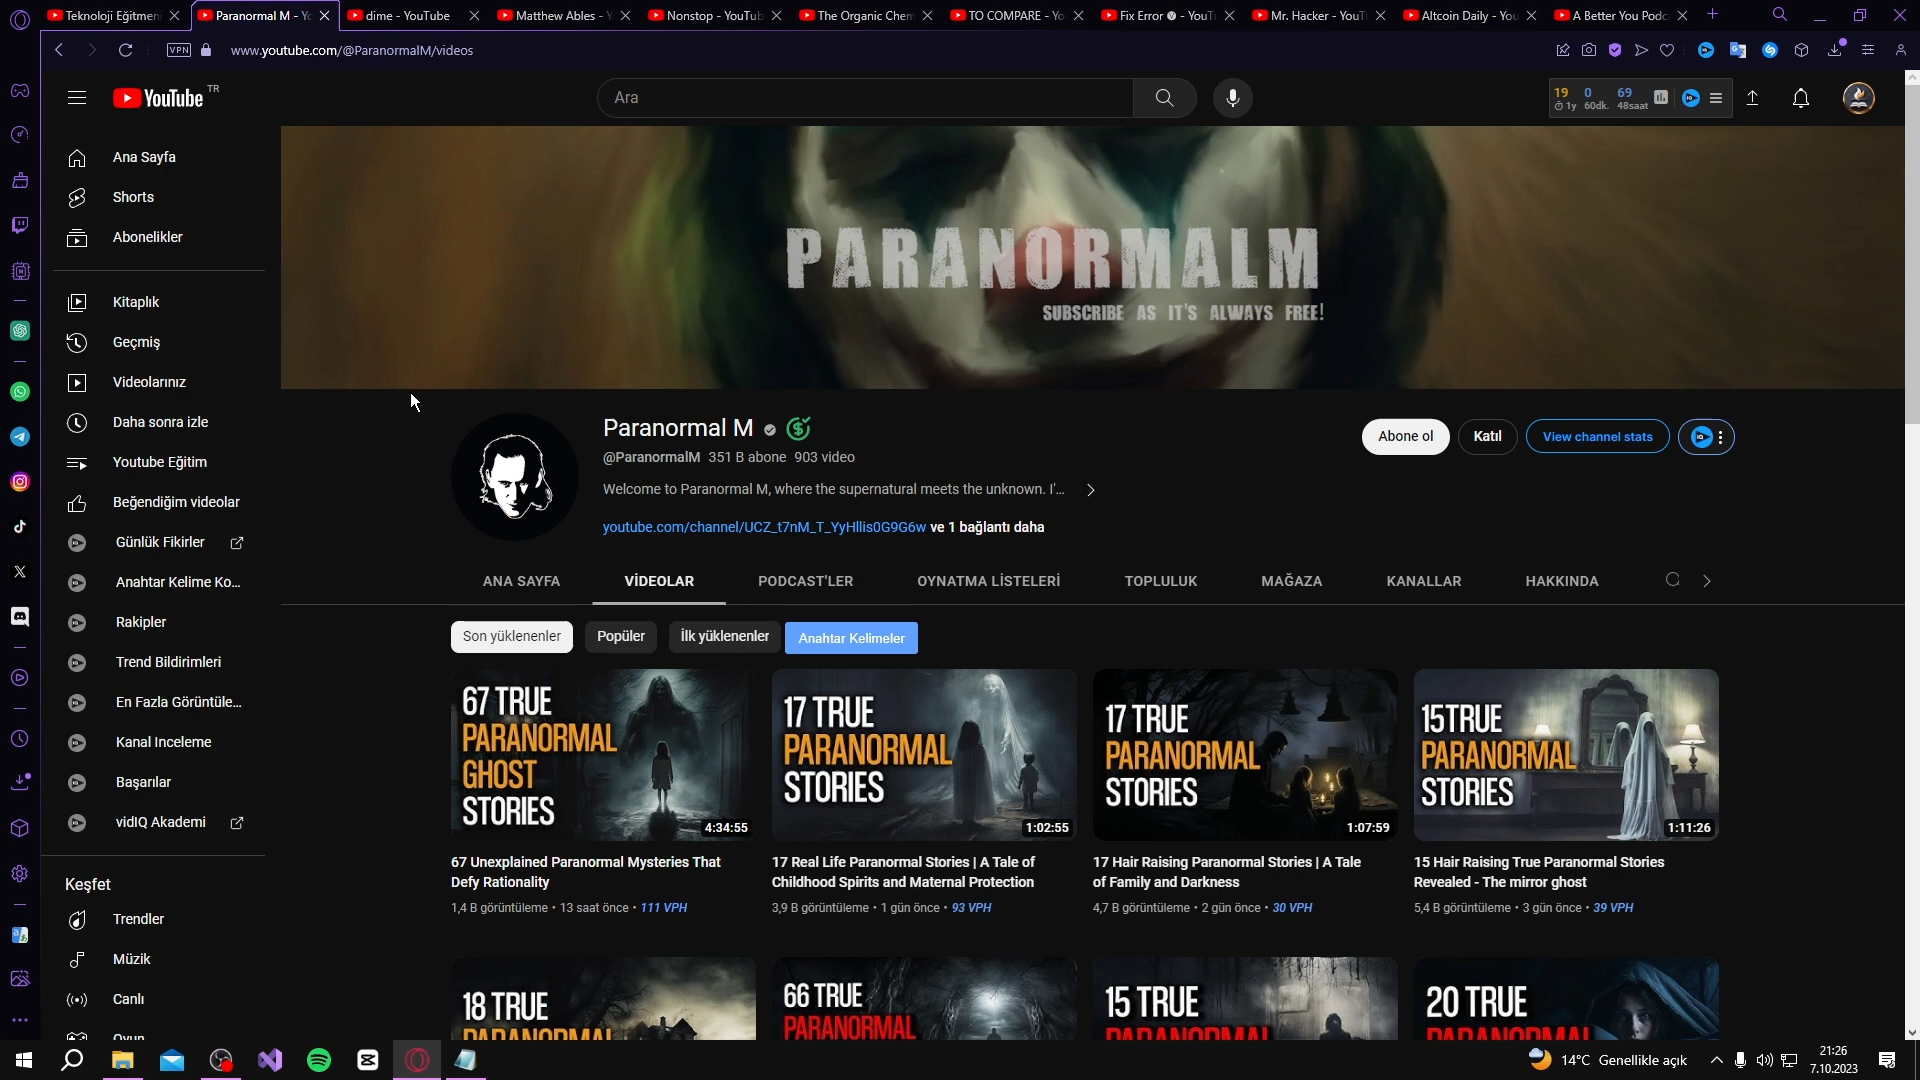 Teknoloji Eğitmeni
Paranormal M - Yo
dime - YouTube
Matthew Ables - Y
Nonstop - YouTub
The Organic Chem
TO COMPARE - Yo
Fix Error Ⓥ - YouTu
Mr. Hacker - YouT
Altcoin Daily - You
A Better You Podc
VPN
www.youtube.com/@ParanormalM/videos
YouTube TR
Ara
19 0 69
1y 60dk. 48saat
Ana Sayfa
Shorts
Abonelikler
Kitaplık
Geçmiş
Videolarınız
Daha sonra izle
Youtube Eğitim
Beğendiğim videolar
Günlük Fikirler
Anahtar Kelime Ko...
Rakipler
Trend Bildirimleri
En Fazla Görüntüle...
Kanal Inceleme
Başarılar
vidIQ Akademi
Keşfet
Trendler
Müzik
Canlı
Oyun
PARANORMALM
SUBSCRIBE AS IT'S ALWAYS FREE!
Paranormal M
@ParanormalM 351 B abone 903 video
Welcome to Paranormal M, where the supernatural meets the unknown. I'...
youtube.com/channel/UCZ_t7nM_T_YyHllis0G9G6w ve 1 bağlantı daha
Abone ol
Katıl
View channel stats
ANA SAYFA
VİDEOLAR
PODCAST'LER
OYNATMA LİSTELERİ
TOPLULUK
MAĞAZA
KANALLAR
HAKKINDA
Son yüklenenler
Popüler
İlk yüklenenler
Anahtar Kelimeler
67 TRUE
PARANORMAL
GHOST
STORIES
4:34:55
67 Unexplained Paranormal Mysteries That
Defy Rationality
1,4 B görüntüleme • 13 saat önce • 111 VPH
17 TRUE
PARANORMAL
STORIES
1:02:55
17 Real Life Paranormal Stories | A Tale of
Childhood Spirits and Maternal Protection
3,9 B görüntüleme • 1 gün önce • 93 VPH
17 TRUE
PARANORMAL
STORIES
1:07:59
17 Hair Raising Paranormal Stories | A Tale
of Family and Darkness
4,7 B görüntüleme • 2 gün önce • 30 VPH
15TRUE
PARANORMAL
STORIES
1:11:26
15 Hair Raising True Paranormal Stories
Revealed - The mirror ghost
5,4 B görüntüleme • 3 gün önce • 39 VPH
18 TRUE
PARANORMAL
66 TRUE
PARANORMAL
15 TRUE
PARANORMAL
20 TRUE
PARANORMAL
14°C Genellikle açık
21:26
7.10.2023